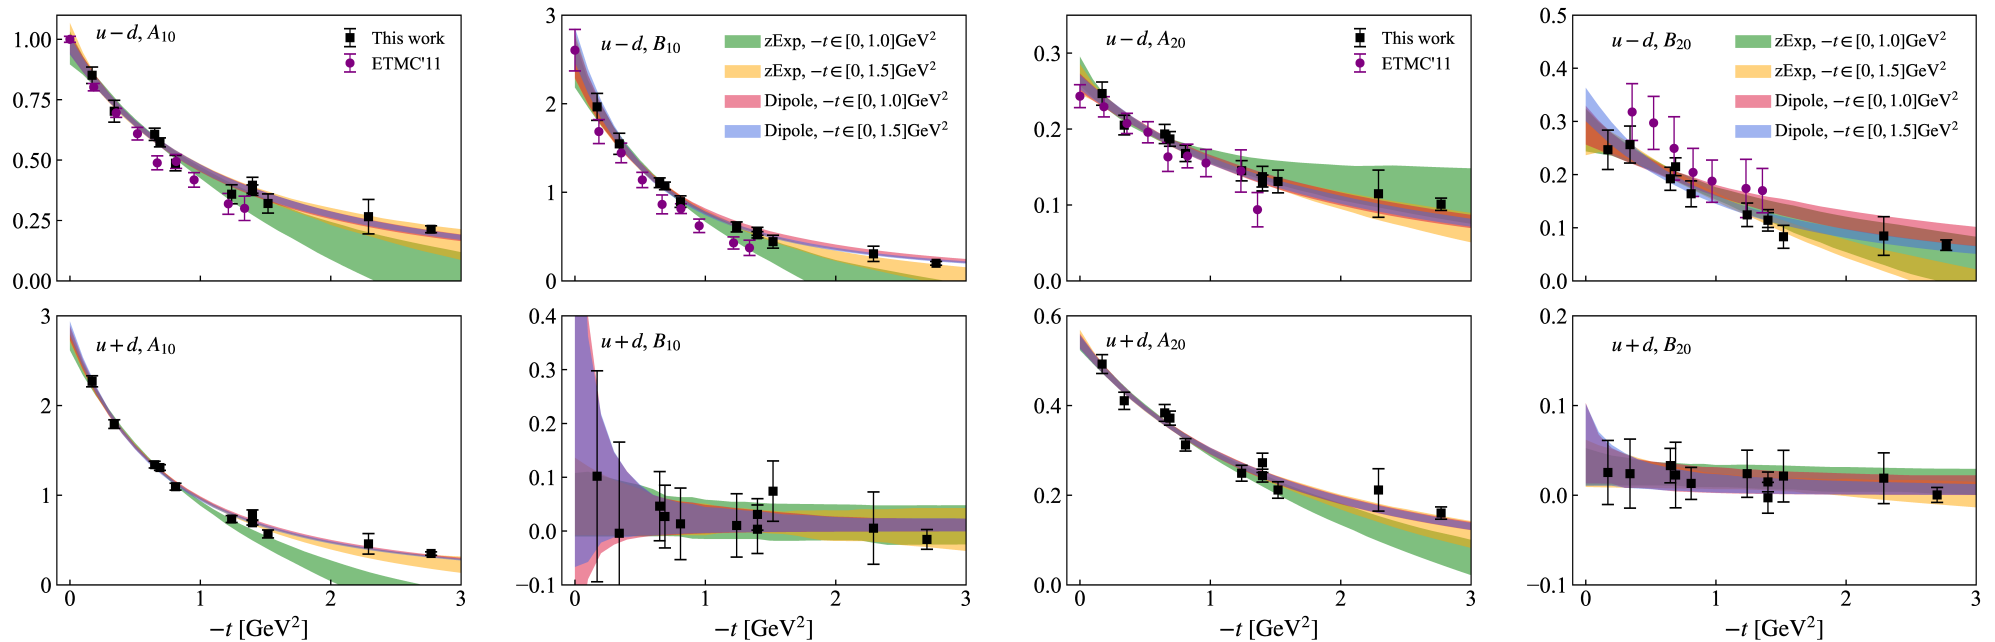 u − d, A₁₀
This work
ETMC'11
1.00
0.75
0.50
0.25
0.00
u − d, B₁₀
zExp, −t∈[0, 1.0]GeV²
zExp, −t∈[0, 1.5]GeV²
Dipole, −t∈[0, 1.0]GeV²
Dipole, −t∈[0, 1.5]GeV²
3
2
1
0
u − d, A₂₀
This work
ETMC'11
0.3
0.2
0.1
0.0
u − d, B₂₀
zExp, −t∈[0, 1.0]GeV²
zExp, −t∈[0, 1.5]GeV²
Dipole, −t∈[0, 1.0]GeV²
Dipole, −t∈[0, 1.5]GeV²
0.5
0.4
0.3
0.2
0.1
0.0
u + d, A₁₀
3
2
1
0
0 1 2 3
−t [GeV²]
u + d, B₁₀
0.4
0.3
0.2
0.1
0.0
−0.1
0 1 2 3
−t [GeV²]
u + d, A₂₀
0.6
0.4
0.2
0.0
0 1 2 3
−t [GeV²]
u + d, B₂₀
0.2
0.1
0.0
−0.1
0 1 2 3
−t [GeV²]